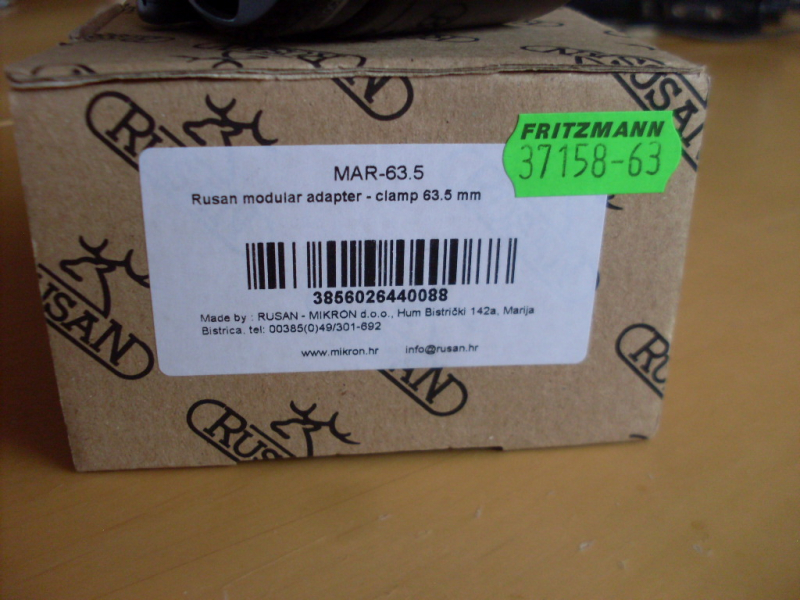 RUSAN
FRITZMANN
37158-63
MAR-63.5
Rusan modular adapter - clamp 63.5 mm
3856026440088
Made by : RUSAN - MIKRON d.o.o., Hum Bistrički 142a, Marija
Bistrica, tel: 00385(0)49/301-692
www.mikron.hr info@rusan.hr
RUSAN
RUSAN